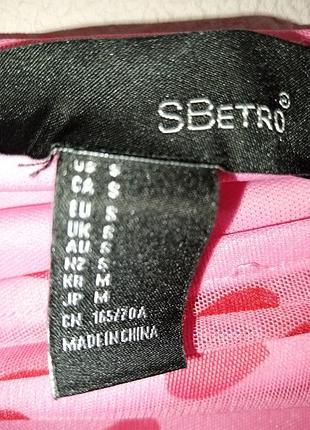 SBETRO®
US S
CA S
EU S
UK S
AU S
NZ S
KR M
JP M
CN 165/70A
MADE IN CHINA